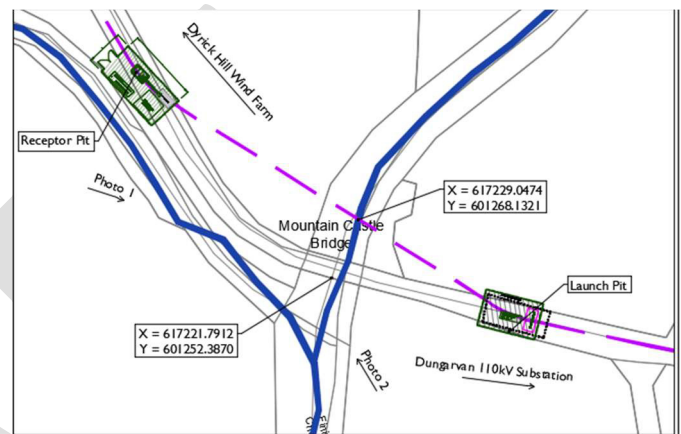 Dyrick Hill Wind Farm
Receptor Pit
Photo 1
X = 617229.0474
Y = 601268.1321
Mountain Castle
Bridge
Launch Pit
X = 617221.7912
Y = 601252.3870
Photo 2
Dungarvan 110kV Substation